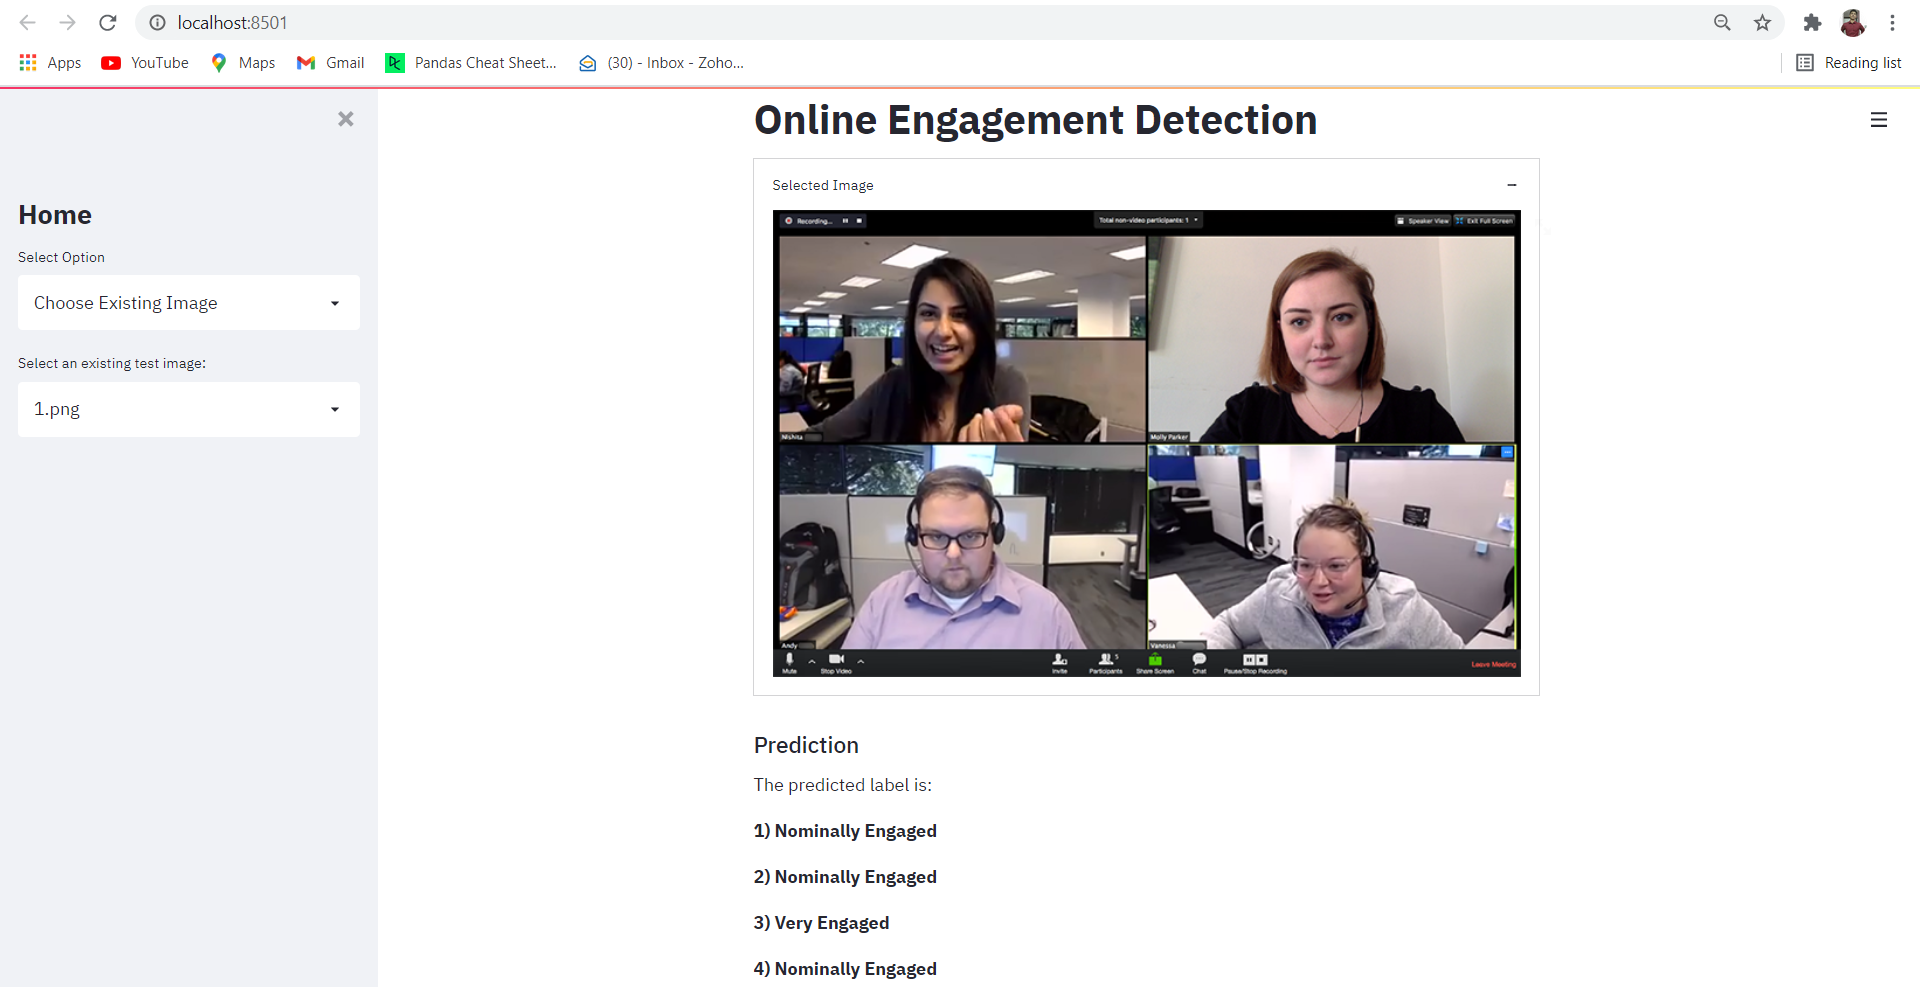 localhost:8501
Apps YouTube Maps Gmail Pandas Cheat Sheet... (30) - Inbox - Zoho... Reading list
Online Engagement Detection
Home
Select Option
Choose Existing Image
Select an existing test image:
1.png
Selected Image
Recording... Total non-video participants: 1 Speaker View Exit Full Screen
Nishita Molly Parker
Andy Vanessa
Mute Stop Video Invite Participants 5 Share Screen Chat Pause/Stop Recording Leave Meeting
Prediction
The predicted label is:
1) Nominally Engaged
2) Nominally Engaged
3) Very Engaged
4) Nominally Engaged